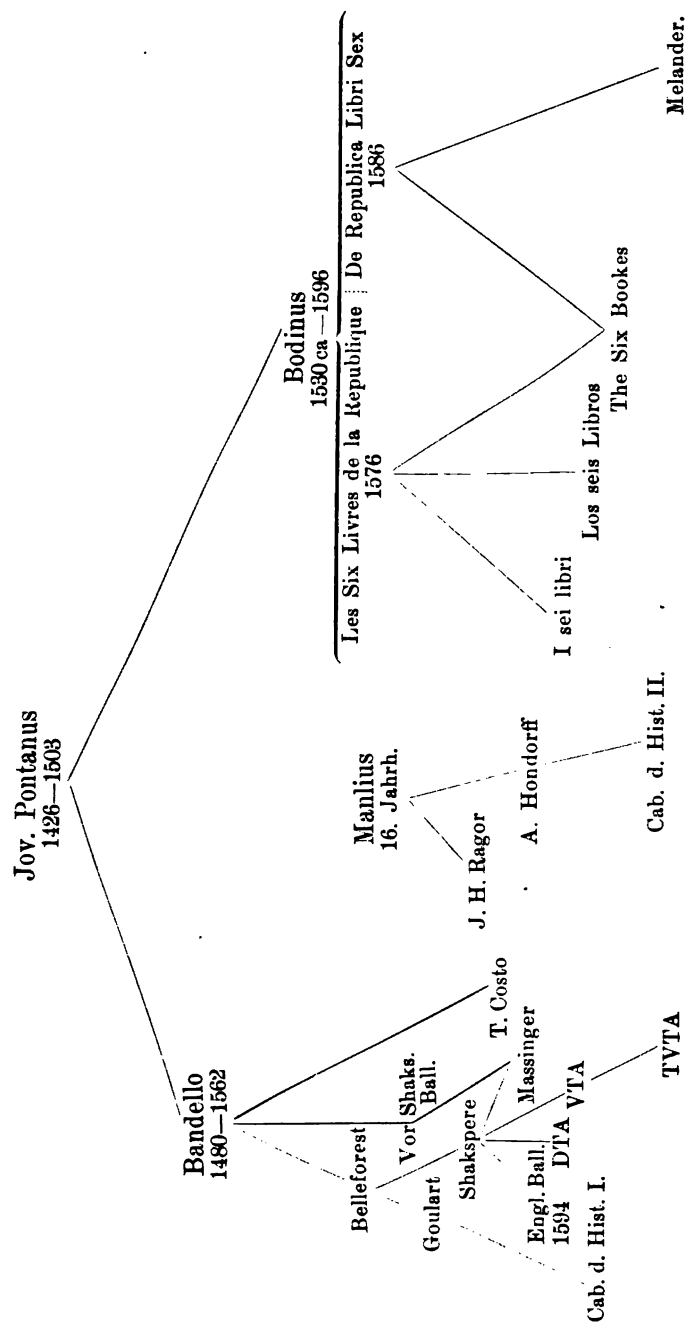 Jov. Pontanus
1426—1503
Bandello
1480—1562
Bodinus
1530 ca—1596
Les Six Livres de la Republique
1576
De Republica Libri Sex
1586
Manlius
16. Jahrh.
Belleforest
Vor Shaks.
Ball.
Goulart
T. Costo
J. H. Ragor
I sei libri
Los seis Libros
The Six Bookes
Shakspere
Massinger
A. Hondorff
Engl. Ball.
1594
DTA
VTA
Cab. d. Hist. I.
TVTA
Cab. d. Hist. II.
Melander.